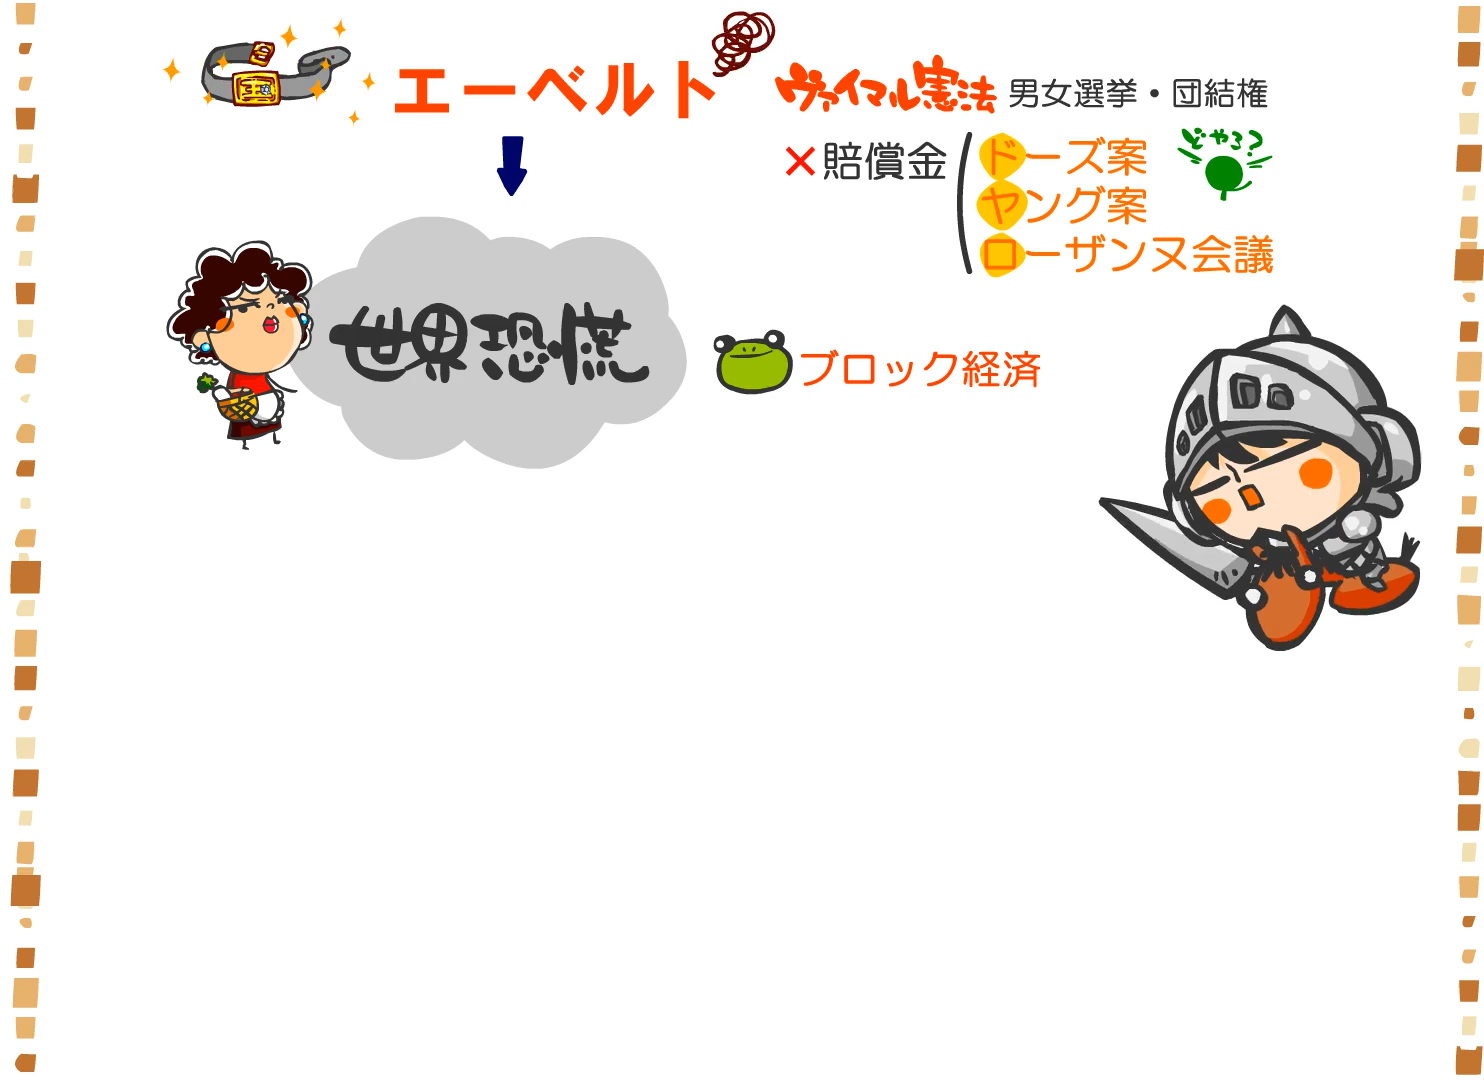 エーベルト
ヴァイマル憲法 男女選挙・団結権
×賠償金
ドーズ案
ヤング案
ローザンヌ会議
どやろ?
世界恐慌
ブロック経済